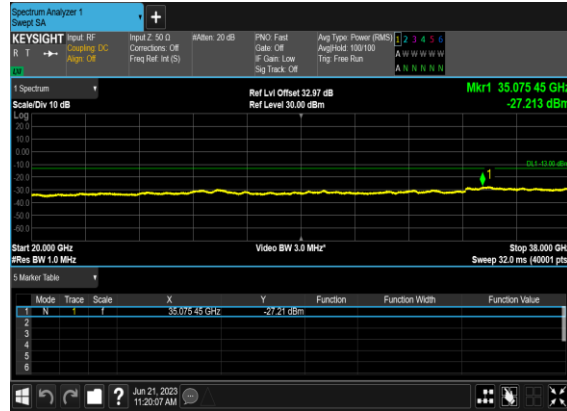 Spectrum Analyzer 1
Swept SA
+
KEYSIGHT Input: RF Input Z: 50 Ω #Atten: 20 dB PNO: Fast Avg Type: Power (RMS) 1 2 3 4 5 6
R T Coupling: DC Corrections: Off Gate: Off Avg|Hold: 100/100 A W W W W W
Align: Off Freq Ref: Int (S) IF Gain: Low Trig: Free Run
Sig Track: Off A N N N N N
1 Spectrum Ref Lvl Offset 32.97 dB Mkr1 35.075 45 GHz
Scale/Div 10 dB Ref Level 30.00 dBm -27.213 dBm
Log
20.0
10.0
0.00
-10.0 DL1 -13.00 dBm
1
-20.0
-30.0
-40.0
-50.0
-60.0
Start 20.000 GHz Video BW 3.0 MHz* Stop 38.000 GHz
#Res BW 1.0 MHz Sweep 32.0 ms (40001 pts
5 Marker Table
Mode Trace Scale X Y Function Function Width Function Value
1 N 1 f 35.075 45 GHz -27.21 dBm
2
3
4
5
6
? Jun 21, 2023
11:20:07 AM